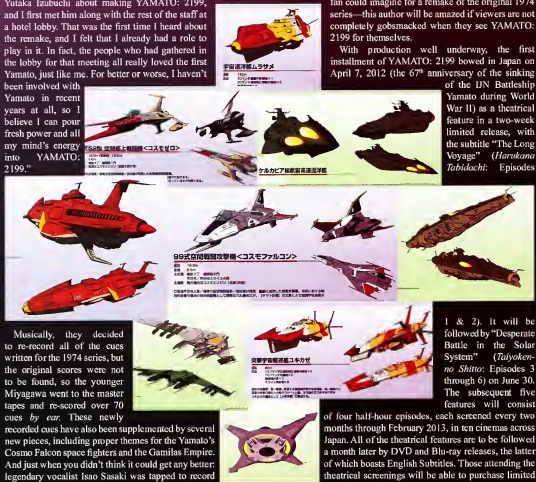 Yutaka Izubuchi about making YAMATO: 2199,
and I first met him along with the rest of the staff at
a hotel lobby. That was the first time I heard about
the remake, and I felt that I already had a role to
play in it. In fact, the people who had gathered in
the lobby for that meeting all really loved the first
Yamato, just like me. For better or worse, I haven't
been involved with
Yamato in recent
years at all, so I
believe I can pour
fresh power and all
my mind's energy
into YAMATO:
2199."
Musically, they decided
to re-record all of the cues
written for the 1974 series, but
the original scores were not
to be found, so the younger
Miyagawa went to the master
tapes and re-scored over 70
cues by ear. These newly
recorded cues have also been supplemented by several
new pieces, including proper themes for the Yamato's
Cosmo Falcon space fighters and the Gamilas Empire.
And just when you didn't think it could get any better:
legendary vocalist Isao Sasaki was tapped to record
宇宙巡洋艦ムラサメ
<コスモゼロ>
99式空間戦闘攻撃機<コスモファルコン>
突撃宇宙駆逐艦ユキカゼ
fan could imagine for a remake of the original 1974
series—this author will be amazed if viewers are not
completely gobsmacked when they see YAMATO:
2199 for themselves.
With production well underway, the first
installment of YAMATO: 2199 bowed in Japan on
April 7, 2012 (the 67th anniversary of the sinking
of the IJN Battleship
Yamato during World
War II) as a theatrical
feature in a two-week
limited release, with
the subtitle "The Long
Voyage" (Harukana
Tabidachi: Episodes
1 & 2). It will be
followed by "Desperate
Battle in the Solar
System" (Taiyoken-
no Shitto: Episodes 3
through 6) on June 30.
The subsequent five
features will consist
of four half-hour episodes, each screened every two
months through February 2013, in ten cinemas across
Japan. All of the theatrical features are to be followed
a month later by DVD and Blu-ray releases, the latter
of which boasts English Subtitles. Those attending the
theatrical screenings will be able to purchase limited